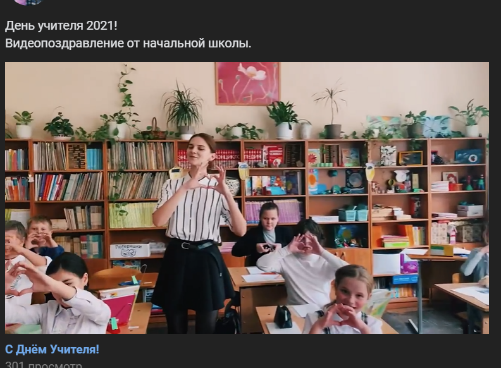 День учителя 2021!
Видеопоздравление от начальной школы.
С Днём Учителя!
301 просмотр